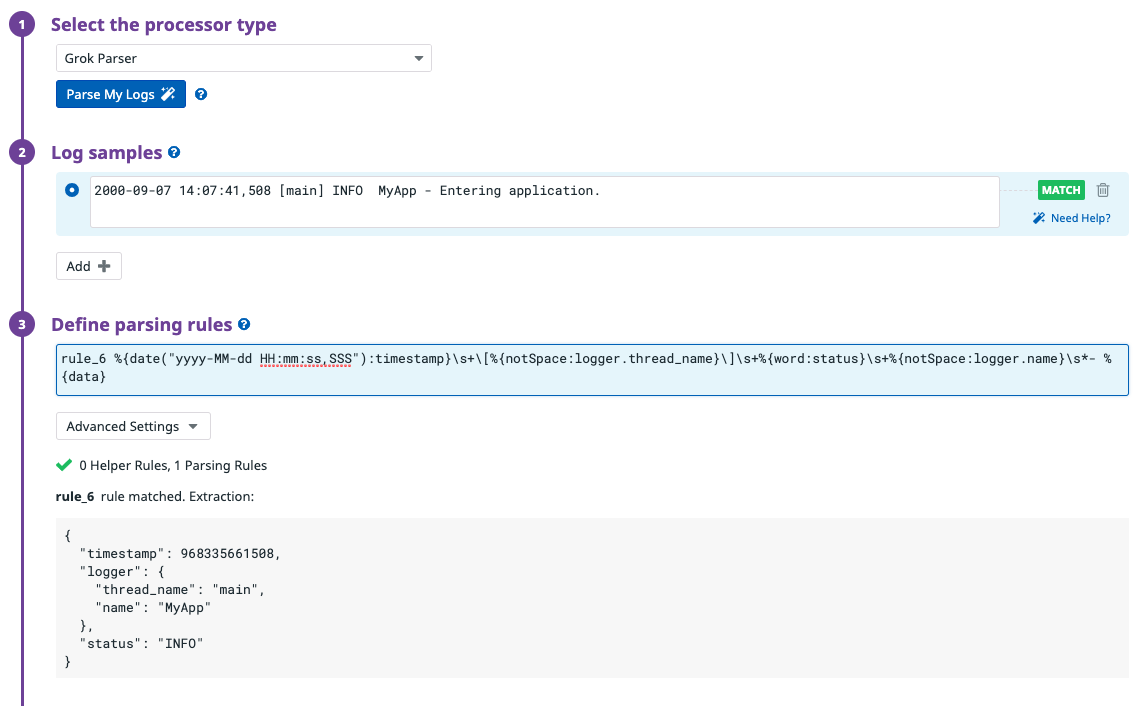 1
Select the processor type
Grok Parser
Parse My Logs
?
2
Log samples ?
2000-09-07 14:07:41,508 [main] INFO  MyApp - Entering application.
MATCH
Need Help?
Add +
3
Define parsing rules ?
rule_6 %{date("yyyy-MM-dd HH:mm:ss,SSS"):timestamp}\s+\[%{notSpace:logger.thread_name}\]\s+%{word:status}\s+%{notSpace:logger.name}\s*- %
{data}
Advanced Settings
0 Helper Rules, 1 Parsing Rules
rule_6 rule matched. Extraction:
{
  "timestamp": 968335661508,
  "logger": {
    "thread_name": "main",
    "name": "MyApp"
  },
  "status": "INFO"
}